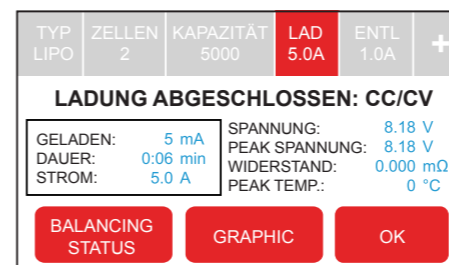 TYP ZELLEN KAPAZITÄT LAD ENTL +
LIPO 2 5000 5.0A 1.0A
LADUNG ABGESCHLOSSEN: CC/CV
GELADEN: 5 mA
DAUER: 0:06 min
STROM: 5.0 A
SPANNUNG: 8.18 V
PEAK SPANNUNG: 8.18 V
WIDERSTAND: 0.000 mΩ
PEAK TEMP.: 0 °C
BALANCING
STATUS
GRAPHIC
OK